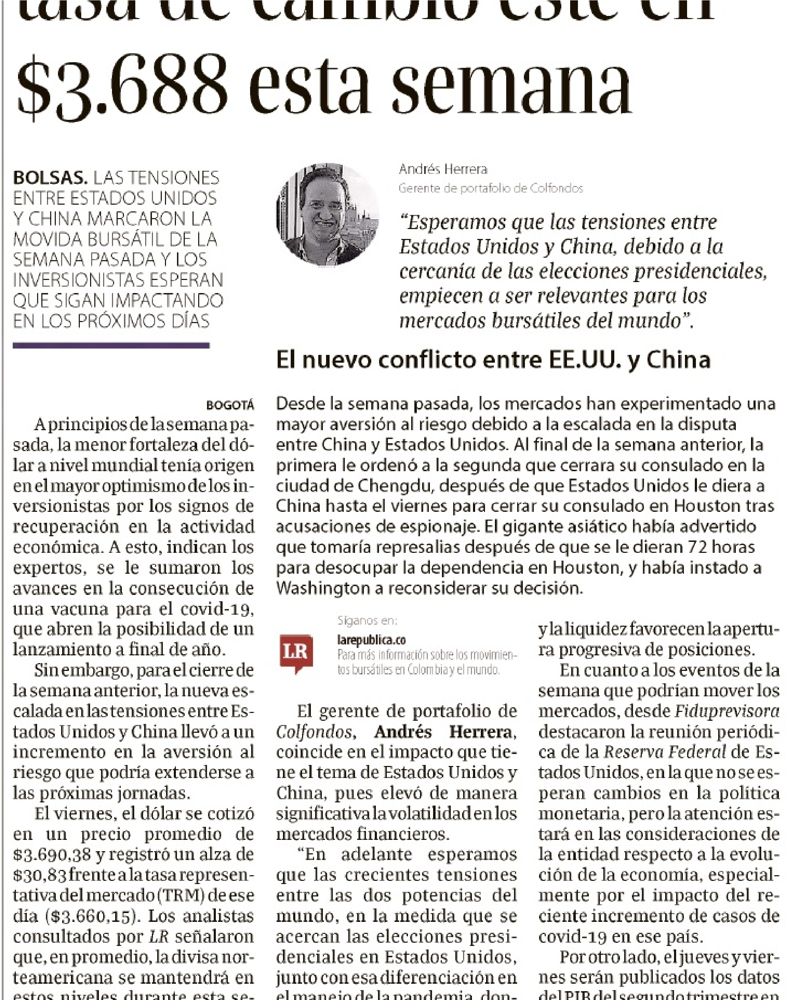 tasa de cambio esté en
$3.688 esta semana
BOLSAS. LAS TENSIONES
ENTRE ESTADOS UNIDOS
Y CHINA MARCARON LA
MOVIDA BURSÁTIL DE LA
SEMANA PASADA Y LOS
INVERSIONISTAS ESPERAN
QUE SIGAN IMPACTANDO
EN LOS PRÓXIMOS DÍAS
Andrés Herrera
Gerente de portafolio de Colfondos
“Esperamos que las tensiones entre
Estados Unidos y China, debido a la
cercanía de las elecciones presidenciales,
empiecen a ser relevantes para los
mercados bursátiles del mundo”.
El nuevo conflicto entre EE.UU. y China
Desde la semana pasada, los mercados han experimentado una
mayor aversión al riesgo debido a la escalada en la disputa
entre China y Estados Unidos. Al final de la semana anterior, la
primera le ordenó a la segunda que cerrara su consulado en la
ciudad de Chengdu, después de que Estados Unidos le diera a
China hasta el viernes para cerrar su consulado en Houston tras
acusaciones de espionaje. El gigante asiático había advertido
que tomaría represalias después de que se le dieran 72 horas
para desocupar la dependencia en Houston, y había instado a
Washington a reconsiderar su decisión.
BOGOTÁ
A principios de la semana pa-
sada, la menor fortaleza del dó-
lar a nivel mundial tenía origen
en el mayor optimismo de los in-
versionistas por los signos de
recuperación en la actividad
económica. A esto, indican los
expertos, se le sumaron los
avances en la consecución de
una vacuna para el covid-19,
que abren la posibilidad de un
lanzamiento a final de año.
Sin embargo, para el cierre de
la semana anterior, la nueva es-
calada en las tensiones entre Es-
tados Unidos y China llevó a un
incremento en la aversión al
riesgo que podría extenderse a
las próximas jornadas.
El viernes, el dólar se cotizó
en un precio promedio de
$3.690,38 y registró un alza de
$30,83 frente a la tasa represen-
tativa del mercado (TRM) de ese
día ($3.660,15). Los analistas
consultados por LR señalaron
que, en promedio, la divisa nor-
teamericana se mantendrá en
estos niveles durante esta se-
LR
Síganos en:
larepublica.co
Para más información sobre los movimien-
tos bursátiles en Colombia y el mundo.
El gerente de portafolio de
Colfondos, Andrés Herrera,
coincide en el impacto que tie-
ne el tema de Estados Unidos y
China, pues elevó de manera
significativa la volatilidad en los
mercados financieros.
“En adelante esperamos
que las crecientes tensiones
entre las dos potencias del
mundo, en la medida que se
acercan las elecciones presi-
denciales en Estados Unidos,
junto con esa diferenciación en
el manejo de la pandemia, don-
y la liquidez favorecen la apertu-
ra progresiva de posiciones.
En cuanto a los eventos de la
semana que podrían mover los
mercados, desde Fiduprevisora
destacaron la reunión periódi-
ca de la Reserva Federal de Es-
tados Unidos, en la que no se es-
peran cambios en la política
monetaria, pero la atención es-
tará en las consideraciones de
la entidad respecto a la evolu-
ción de la economía, especial-
mente por el impacto del re-
ciente incremento de casos de
covid-19 en ese país.
Por otro lado, el jueves y vier-
nes serán publicados los datos
del PIB del segundo trimestre en